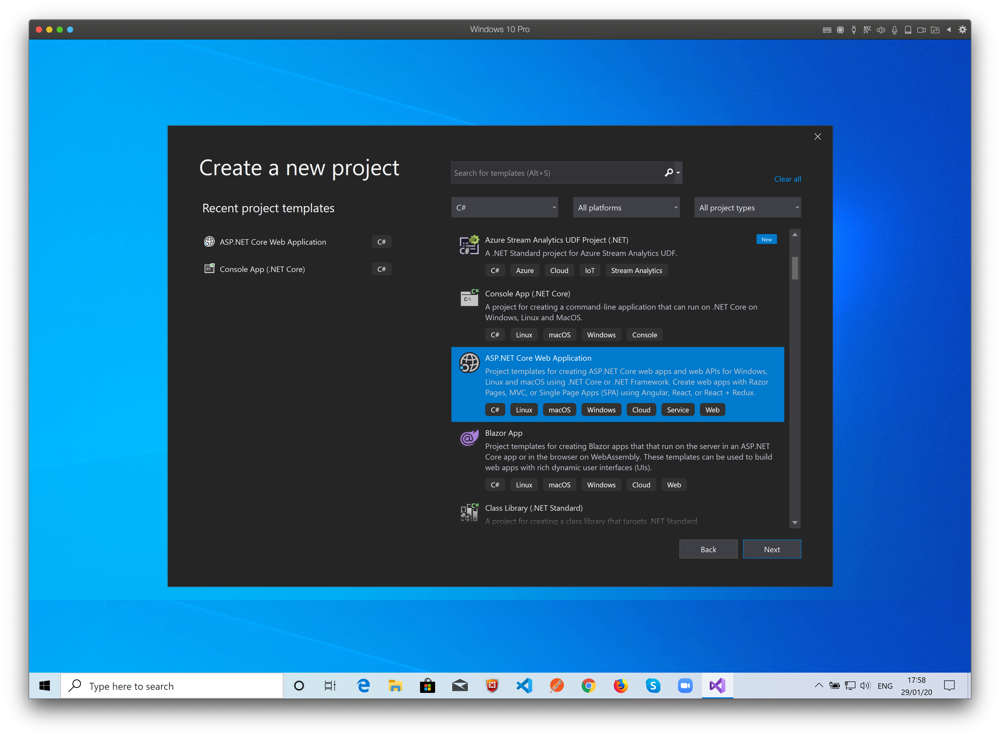 Windows 10 Pro
Create a new project
Search for templates (Alt+S)
Clear all
Recent project templates
C#
All platforms
All project types
ASP.NET Core Web Application
C#
Console App (.NET Core)
C#
Azure Stream Analytics UDF Project (.NET)
New
A .NET Standard project for Azure Stream Analytics UDF.
C# Azure Cloud IoT Stream Analytics
C#
Console App (.NET Core)
C:\
A project for creating a command-line application that can run on .NET Core on
Windows, Linux and MacOS.
C# Linux macOS Windows Console
ASP.NET Core Web Application
Project templates for creating ASP.NET Core web apps and web APIs for Windows,
Linux and macOS using .NET Core or .NET Framework. Create web apps with Razor
Pages, MVC, or Single Page Apps (SPA) using Angular, React, or React + Redux.
C# Linux macOS Windows Cloud Service Web
Blazor App
Project templates for creating Blazor apps that that run on the server in an ASP.NET
Core app or in the browser on WebAssembly. These templates can be used to build
web apps with rich dynamic user interfaces (UIs).
C# Linux macOS Windows Cloud Web
C#
Class Library (.NET Standard)
A project for creating a class library that targets .NET Standard.
Back
Next
Type here to search
ENG
17:58
29/01/20